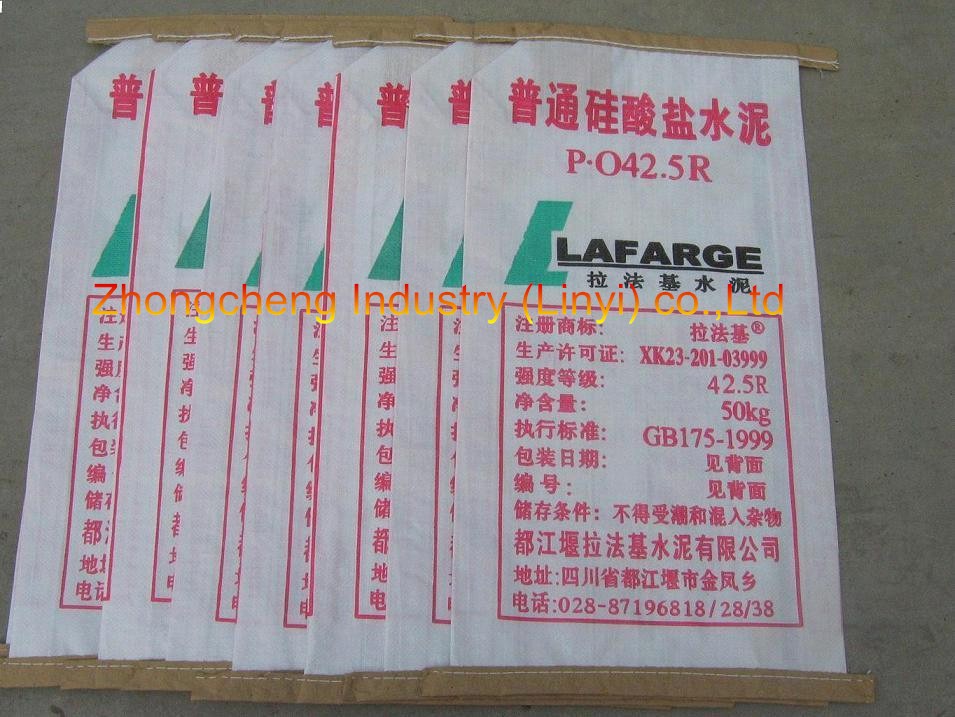 普通硅酸盐水泥
P·O42.5R
LAFARGE
拉法基水泥
Zhongcheng Industry (Linyi) co.,Ltd
注册商标: 拉法基®
生产许可证: XK23-201-03999
强度等级: 42.5R
净含量: 50kg
执行标准: GB175-1999
包装日期: 见背面
编号: 见背面
储存条件: 不得受潮和混入杂物
都江堰拉法基水泥有限公司
地址:四川省都江堰市金凤乡
电话:028-87196818/28/38